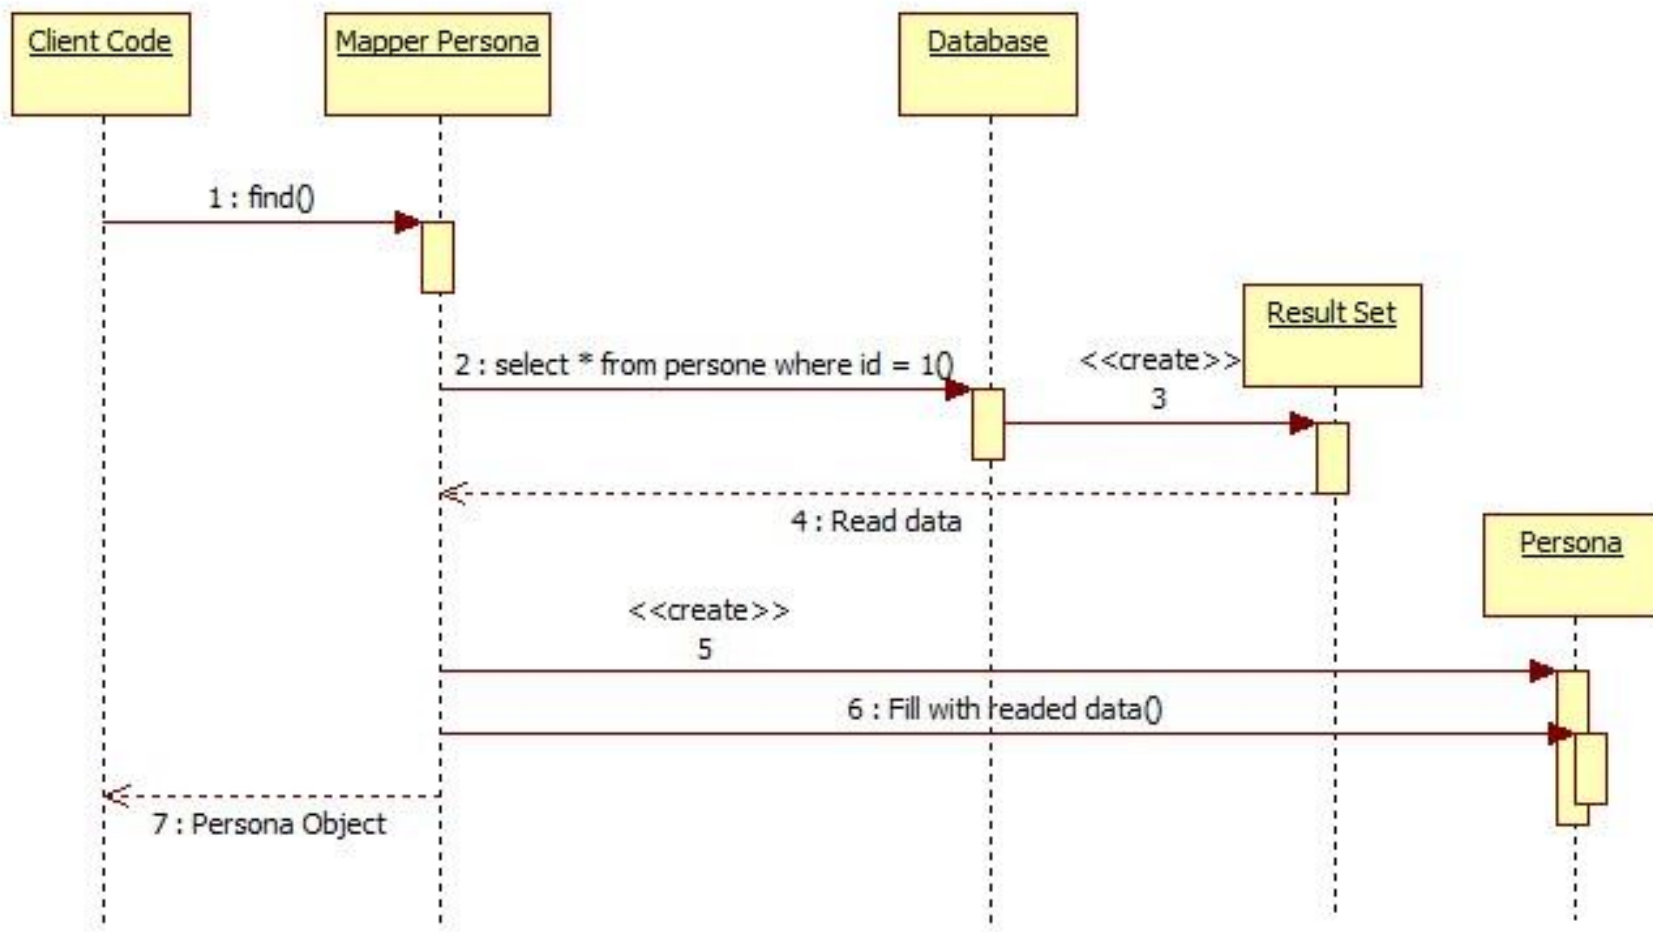 Client Code
Mapper Persona
Database
1 : find()
Result Set
2 : select * from persone where id = 1()
<<create>>
3
4 : Read data
Persona
<<create>>
5
6 : Fill with readed data()
7 : Persona Object